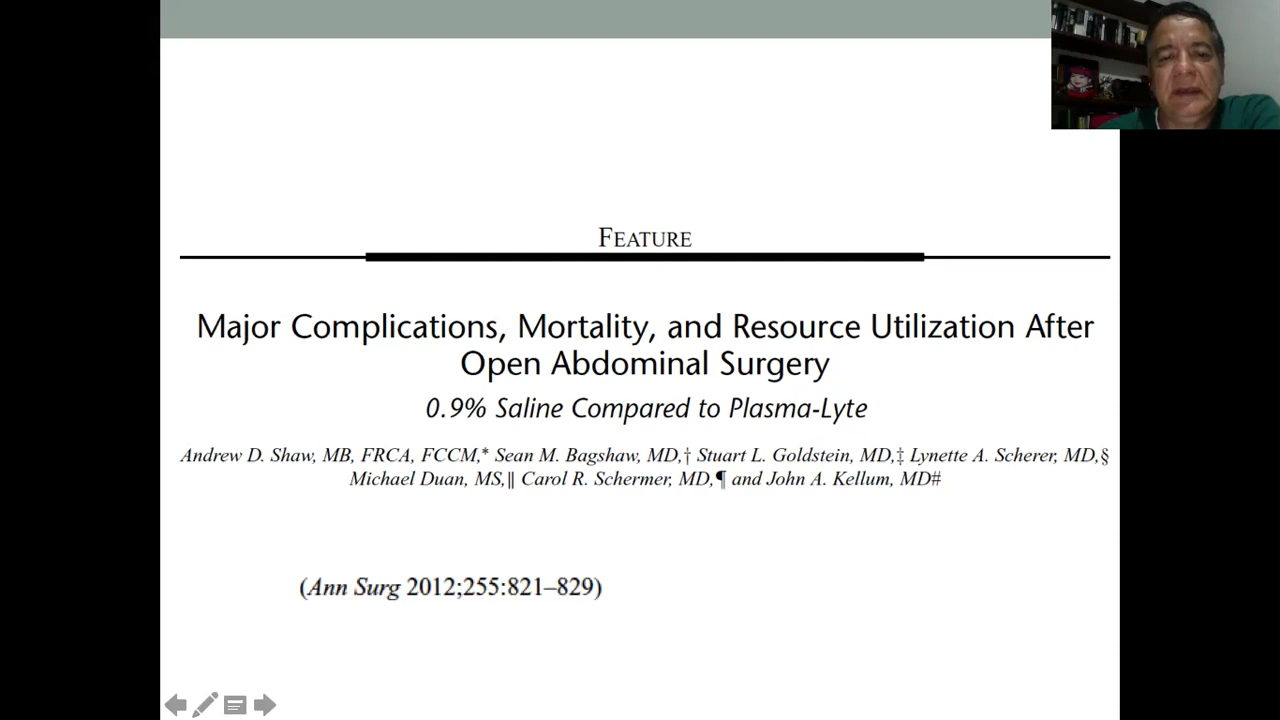 FEATURE
Major Complications, Mortality, and Resource Utilization After
Open Abdominal Surgery
0.9% Saline Compared to Plasma-Lyte
Andrew D. Shaw, MB, FRCA, FCCM,* Sean M. Bagshaw, MD,† Stuart L. Goldstein, MD,‡ Lynette A. Scherer, MD,§
Michael Duan, MS,‖ Carol R. Schermer, MD,¶ and John A. Kellum, MD#
(Ann Surg 2012;255:821–829)